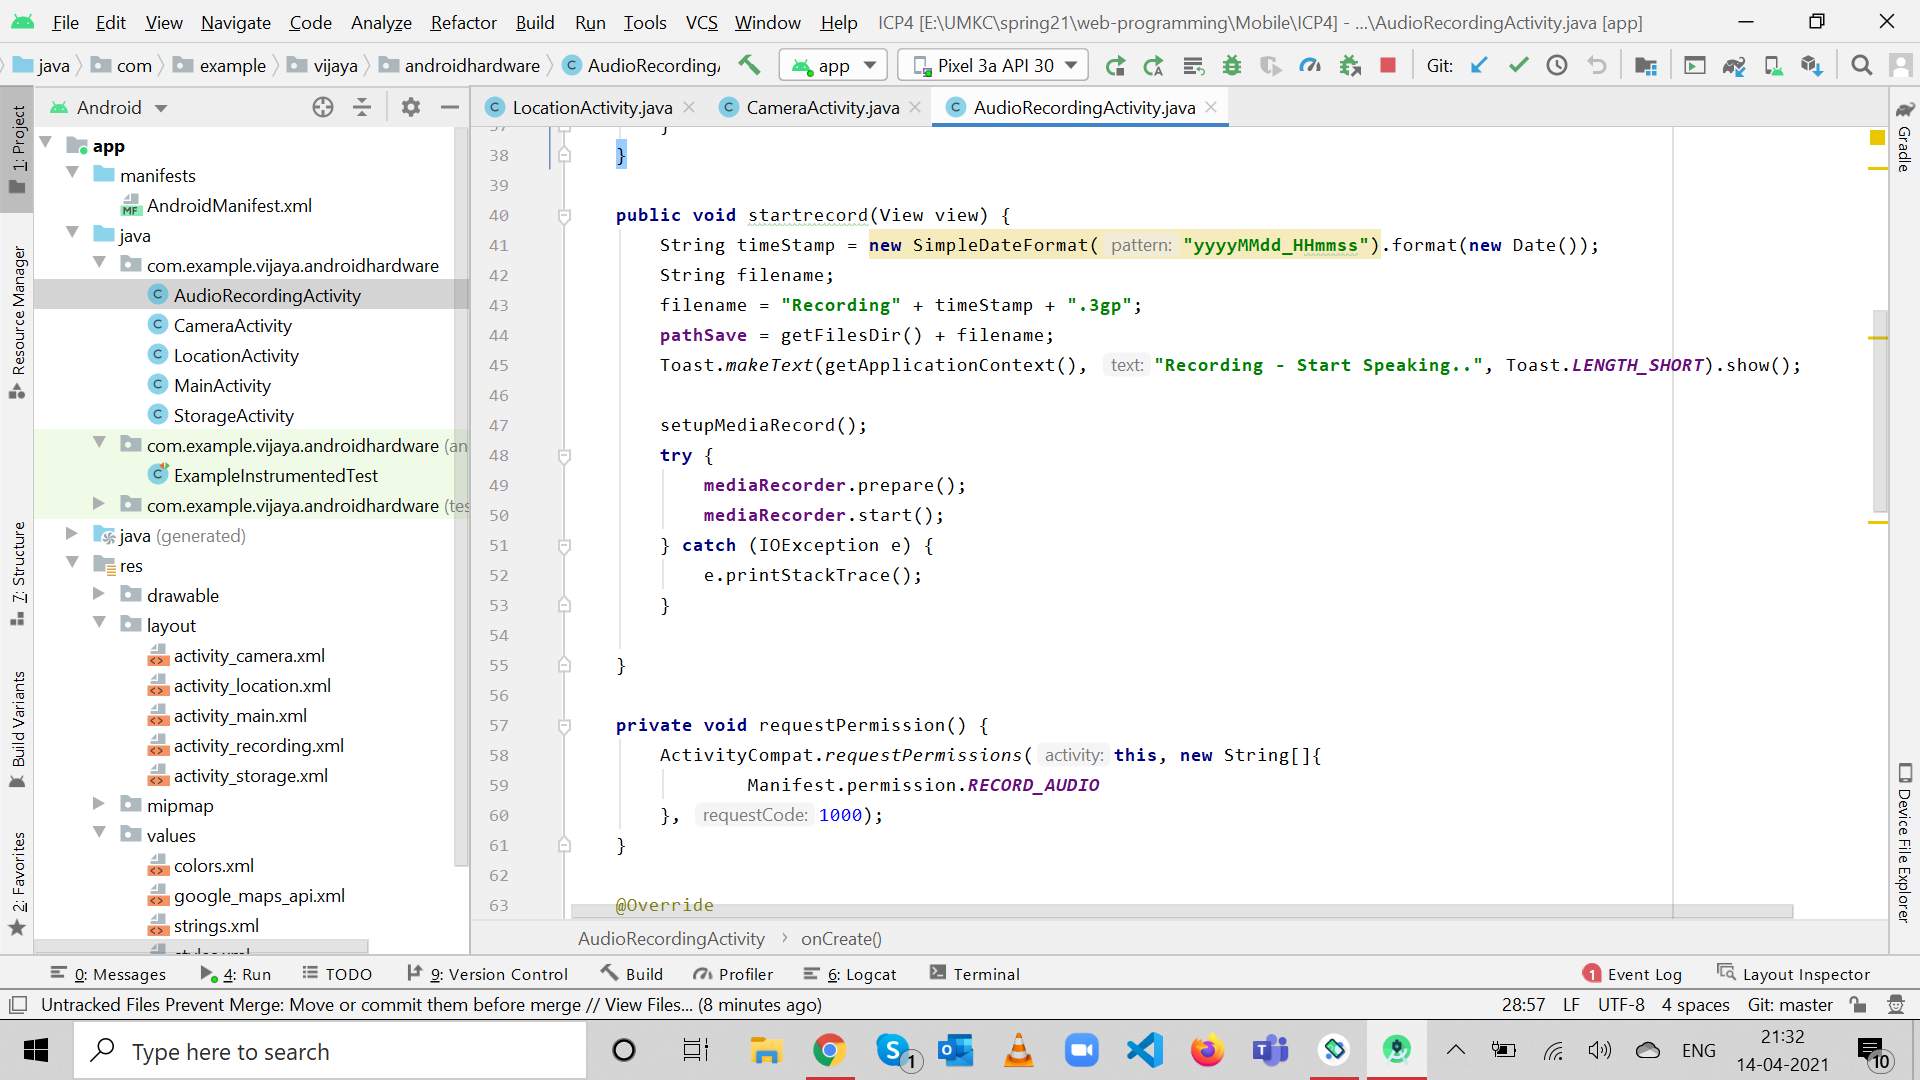 File Edit View Navigate Code Analyze Refactor Build Run Tools VCS Window Help ICP4 [E:\UMKC\spring21\web-programming\Mobile\ICP4] - ...\AudioRecordingActivity.java [app]
java com example vijaya androidhardware AudioRecording app Pixel 3a API 30 Git:
Android
LocationActivity.java CameraActivity.java AudioRecordingActivity.java
1: Project
Resource Manager
7: Structure
Build Variants
2: Favorites
app
manifests
MF AndroidManifest.xml
java
com.example.vijaya.androidhardware
C AudioRecordingActivity
C CameraActivity
C LocationActivity
C MainActivity
C StorageActivity
com.example.vijaya.androidhardware (an
C ExampleInstrumentedTest
com.example.vijaya.androidhardware (tes
java (generated)
res
drawable
layout
activity_camera.xml
activity_location.xml
activity_main.xml
activity_recording.xml
activity_storage.xml
mipmap
values
colors.xml
google_maps_api.xml
strings.xml
37 }
38 }
39
40 public void startrecord(View view) {
41 String timeStamp = new SimpleDateFormat( pattern: "yyyyMMdd_HHmmss").format(new Date());
42 String filename;
43 filename = "Recording" + timeStamp + ".3gp";
44 pathSave = getFilesDir() + filename;
45 Toast.makeText(getApplicationContext(), text: "Recording - Start Speaking..", Toast.LENGTH_SHORT).show();
46
47 setupMediaRecord();
48 try {
49 mediaRecorder.prepare();
50 mediaRecorder.start();
51 } catch (IOException e) {
52 e.printStackTrace();
53 }
54
55 }
56
57 private void requestPermission() {
58 ActivityCompat.requestPermissions( activity: this, new String[]{
59 Manifest.permission.RECORD_AUDIO
60 }, requestCode: 1000);
61 }
62
63 @Override
AudioRecordingActivity › onCreate()
Gradle
Device File Explorer
0: Messages 4: Run TODO 9: Version Control Build Profiler 6: Logcat Terminal 1 Event Log Layout Inspector
Untracked Files Prevent Merge: Move or commit them before merge // View Files... (8 minutes ago) 28:57 LF UTF-8 4 spaces Git: master
Type here to search
1
ENG
21:32
14-04-2021
10